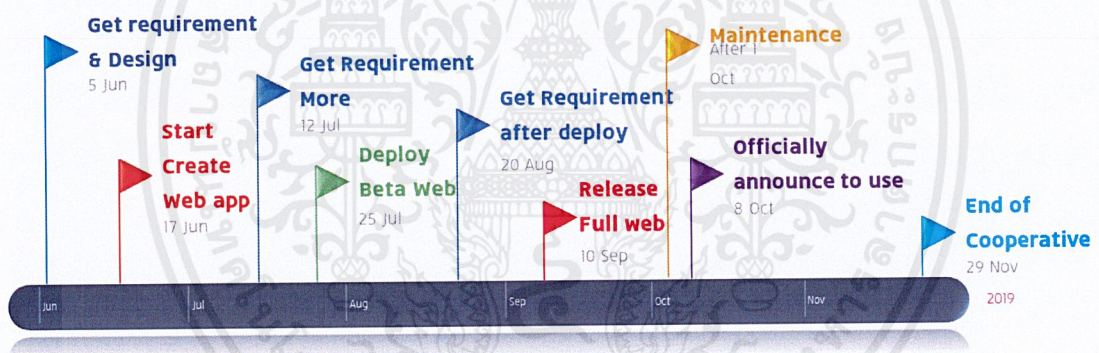 Get requirement
& Design
5 Jun
Start
Create
Web app
17 Jun
Get Requirement
More
12 Jul
Deploy
Beta Web
25 Jul
Get Requirement
after deploy
20 Aug
Release
Full web
10 Sep
Maintenance
After 1
Oct
Officially
announce to use
8 Oct
End of
Cooperative
29 Nov
2019
Jun
Jul
Aug
Sep
Oct
Nov